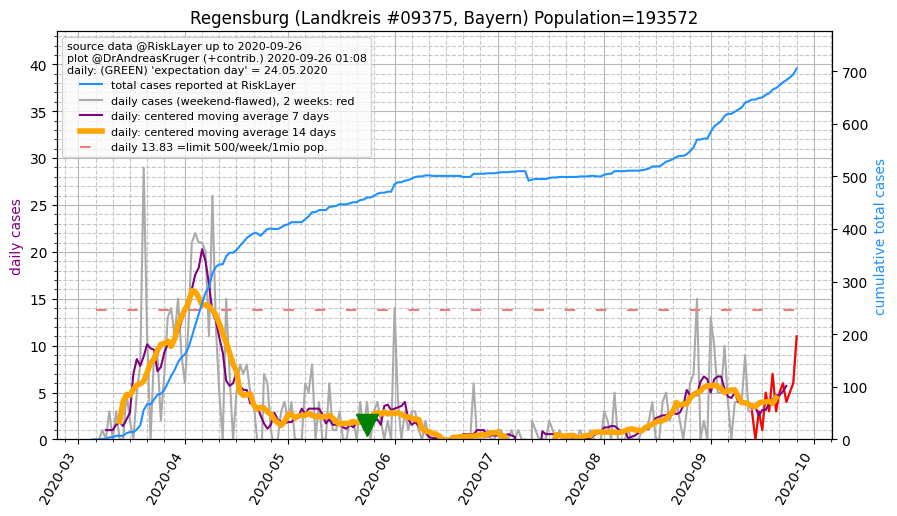 Regensburg (Landkreis #09375, Bayern) Population=193572
source data @RiskLayer up to 2020-09-26
plot @DrAndreasKruger (+contrib.) 2020-09-26 01:08
daily: (GREEN) 'expectation day' = 24.05.2020
total cases reported at RiskLayer
daily cases (weekend-flawed), 2 weeks: red
daily: centered moving average 7 days
daily: centered moving average 14 days
daily 13.83 =limit 500/week/1mio pop.
daily cases
40
35
30
25
20
15
10
5
0
700
600
500
400
300
200
100
0
cumulative total cases
2020-03
2020-04
2020-05
2020-06
2020-07
2020-08
2020-09
2020-10